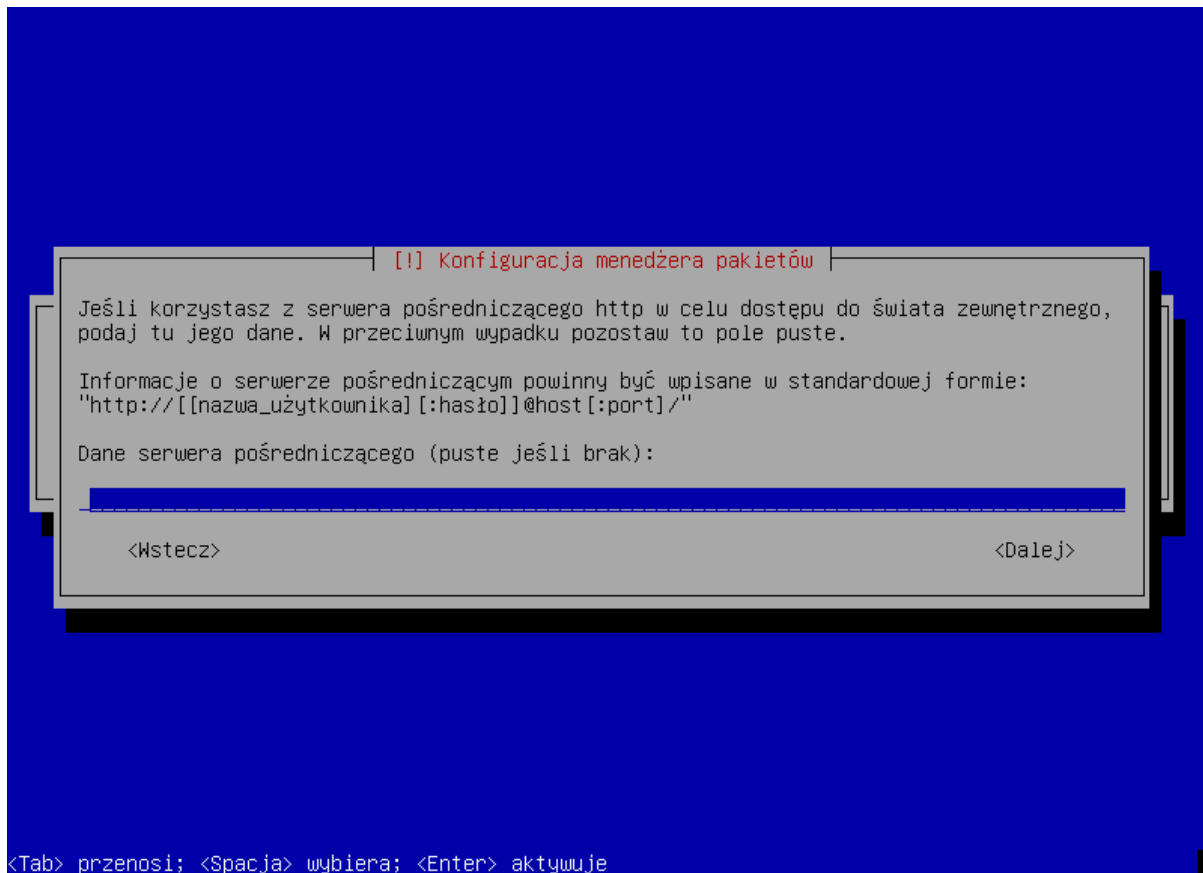 [!] Konfiguracja menedżera pakietów
Jeśli korzystasz z serwera pośredniczącego http w celu dostępu do świata zewnętrznego,
podaj tu jego dane. W przeciwnym wypadku pozostaw to pole puste.
Informacje o serwerze pośredniczącym powinny być wpisane w standardowej formie:
"http://[[nazwa_użytkownika][:hasło]]@host[:port]/"
Dane serwera pośredniczącego (puste jeśli brak):
<Wstecz> <Dalej>
<Tab> przenosi; <Spacja> wybiera; <Enter> aktywuje